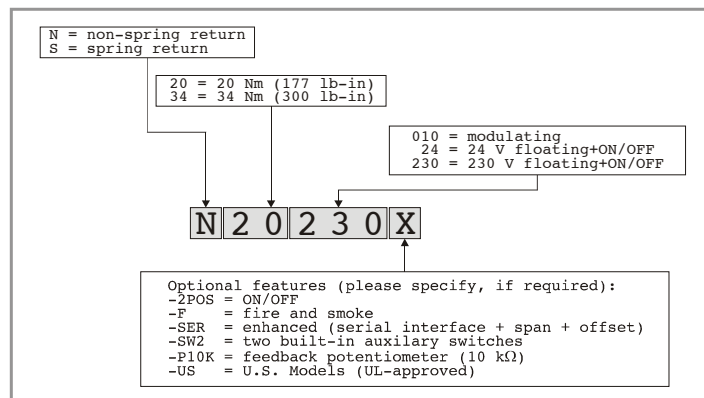 N = non-spring return
S = spring return
20 = 20 Nm (177 lb-in)
34 = 34 Nm (300 lb-in)
010 = modulating
24 = 24 V floating+ON/OFF
230 = 230 V floating+ON/OFF
N 2 0 2 3 0 X
Optional features (please specify, if required):
-2POS = ON/OFF
-F = fire and smoke
-SER = enhanced (serial interface + span + offset)
-SW2 = two built-in auxilary switches
-P10K = feedback potentiometer (10 kΩ)
-US = U.S. Models (UL-approved)